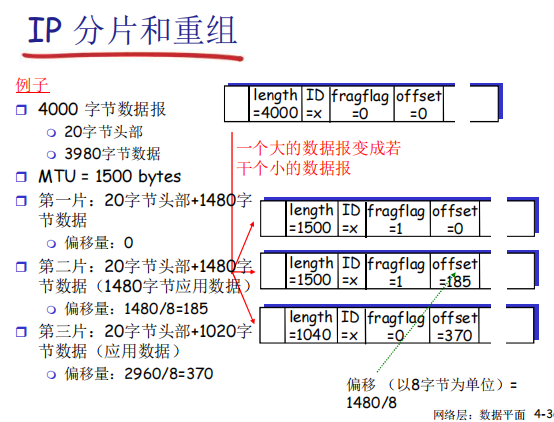 IP 分片和重组
例子
4000 字节数据报
20字节头部
3980字节数据
MTU = 1500 bytes
第一片：20字节头部+1480字
节数据
偏移量：0
第二片：20字节头部+1480字
节数据（1480字节应用数据）
偏移量：1480/8=185
第三片：20字节头部+1020字
节数据（应用数据）
偏移量：2960/8=370
length ID fragflag offset
=4000 =x =0 =0
一个大的数据报变成若
干个小的数据报
length ID fragflag offset
=1500 =x =1 =0
length ID fragflag offset
=1500 =x =1 =185
length ID fragflag offset
=1040 =x =0 =370
偏移 （以8字节为单位）=
1480/8
网络层：数据平面 4-3